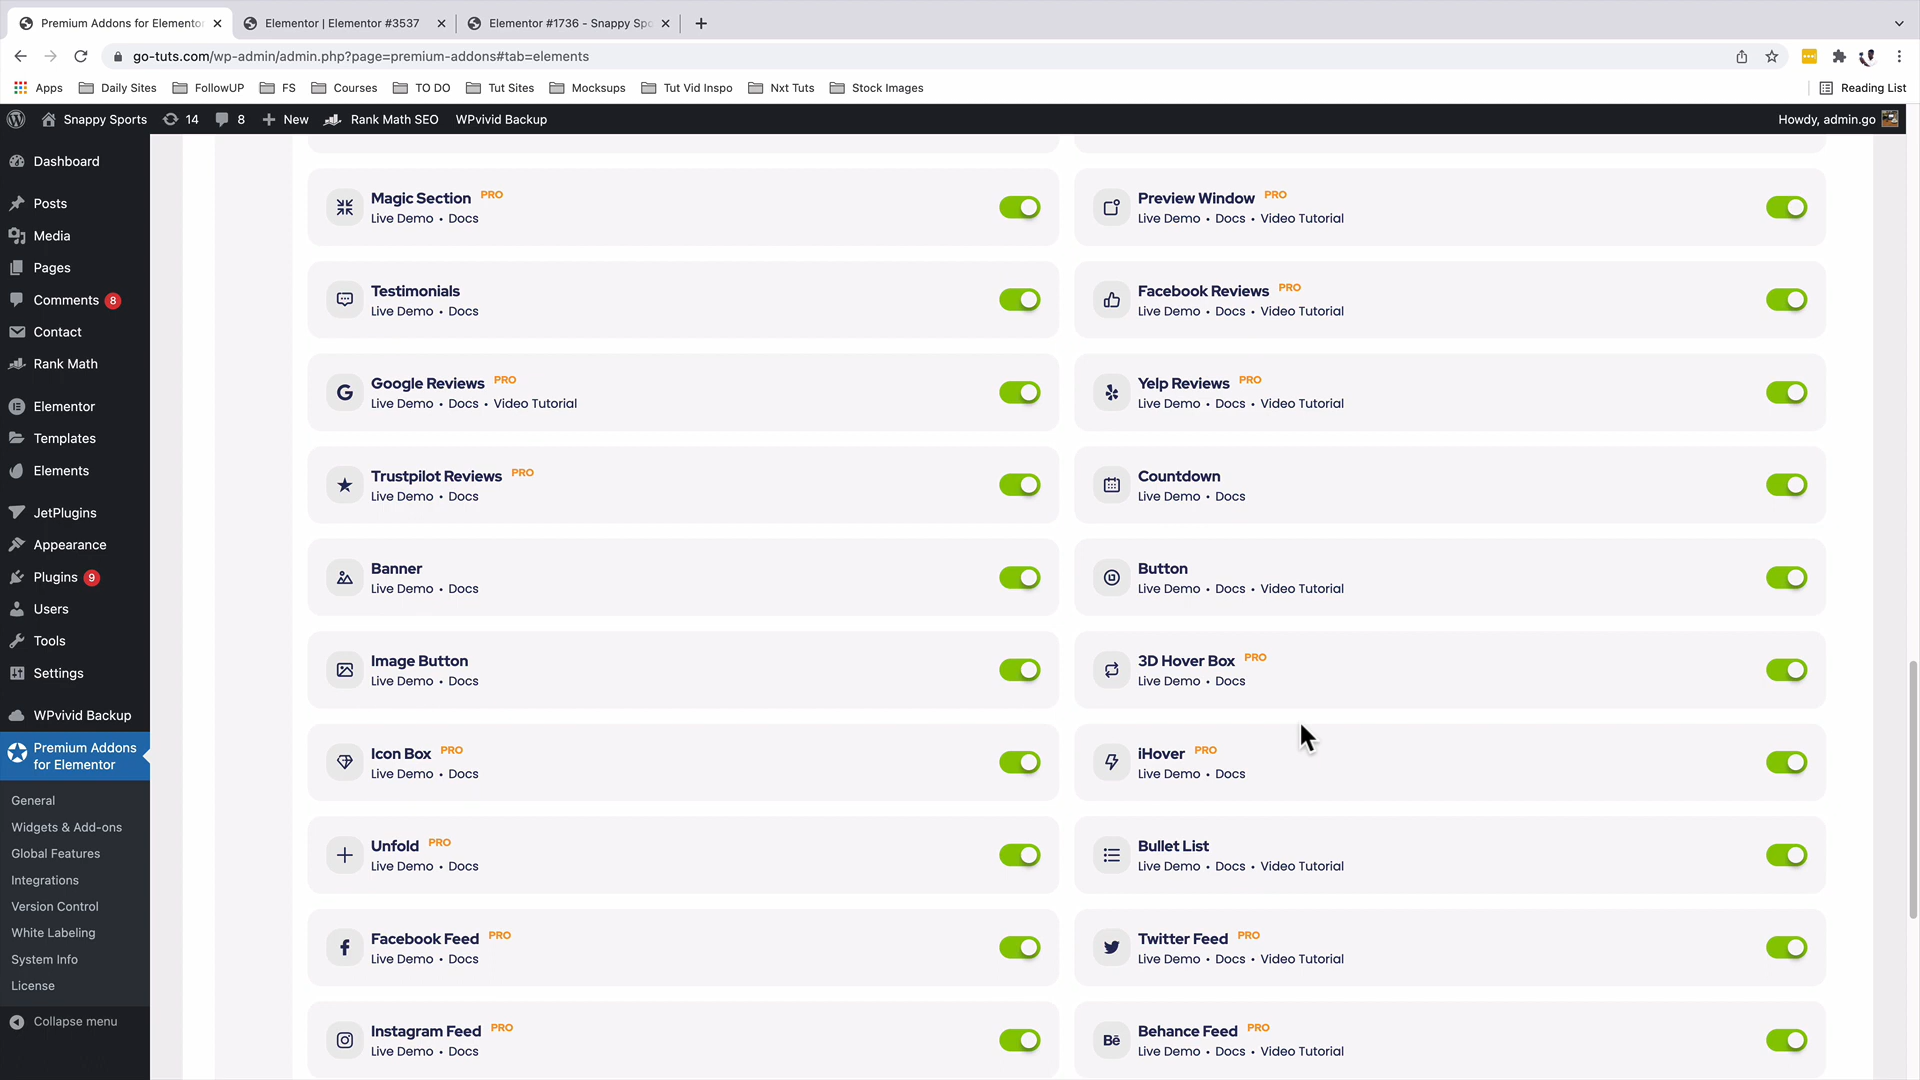 Premium Addons for Elementor
Elementor | Elementor #3537
Elementor #1736 - Snappy Spo
go-tuts.com/wp-admin/admin.php?page=premium-addons#tab=elements
Apps
Daily Sites
FollowUP
FS
Courses
TO DO
Tut Sites
Mocksups
Tut Vid Inspo
Nxt Tuts
Stock Images
Reading List
Snappy Sports
14
8
New
Rank Math SEO
WPvivid Backup
Howdy, admin.go
Dashboard
Posts
Media
Pages
Comments 8
Contact
Rank Math
Elementor
Templates
Elements
JetPlugins
Appearance
Plugins 9
Users
Tools
Settings
WPvivid Backup
Premium Addons
for Elementor
General
Widgets & Add-ons
Global Features
Integrations
Version Control
White Labeling
System Info
License
Collapse menu
Magic Section PRO
Live Demo • Docs
Preview Window PRO
Live Demo • Docs • Video Tutorial
Testimonials
Live Demo • Docs
Facebook Reviews PRO
Live Demo • Docs • Video Tutorial
G
Google Reviews PRO
Live Demo • Docs • Video Tutorial
Yelp Reviews PRO
Live Demo • Docs • Video Tutorial
Trustpilot Reviews PRO
Live Demo • Docs
Countdown
Live Demo • Docs
Banner
Live Demo • Docs
Button
Live Demo • Docs • Video Tutorial
Image Button
Live Demo • Docs
3D Hover Box PRO
Live Demo • Docs
Icon Box PRO
Live Demo • Docs
iHover PRO
Live Demo • Docs
Unfold PRO
Live Demo • Docs
Bullet List
Live Demo • Docs • Video Tutorial
f
Facebook Feed PRO
Live Demo • Docs
Twitter Feed PRO
Live Demo • Docs • Video Tutorial
Instagram Feed PRO
Live Demo • Docs
Bē
Behance Feed PRO
Live Demo • Docs • Video Tutorial